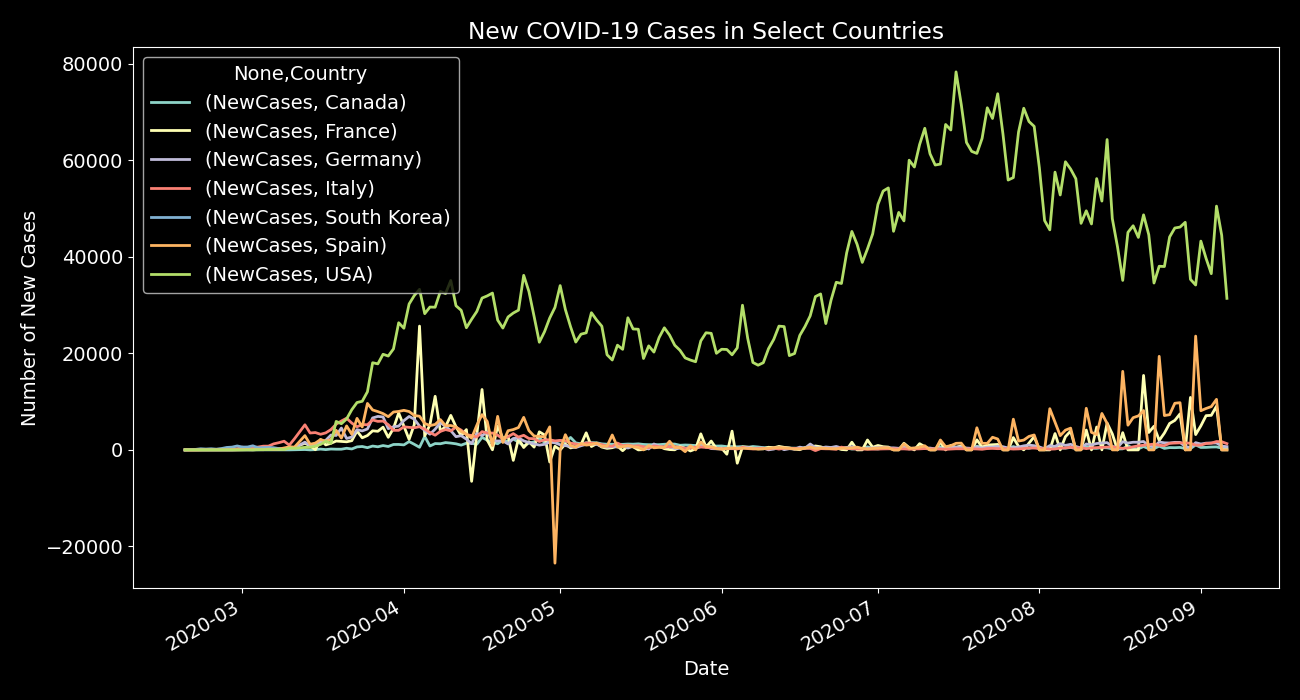 New COVID-19 Cases in Select Countries
80000
60000
40000
20000
0
−20000
Number of New Cases
None,Country
(NewCases, Canada)
(NewCases, France)
(NewCases, Germany)
(NewCases, Italy)
(NewCases, South Korea)
(NewCases, Spain)
(NewCases, USA)
2020-03
2020-04
2020-05
2020-06
2020-07
2020-08
2020-09
Date